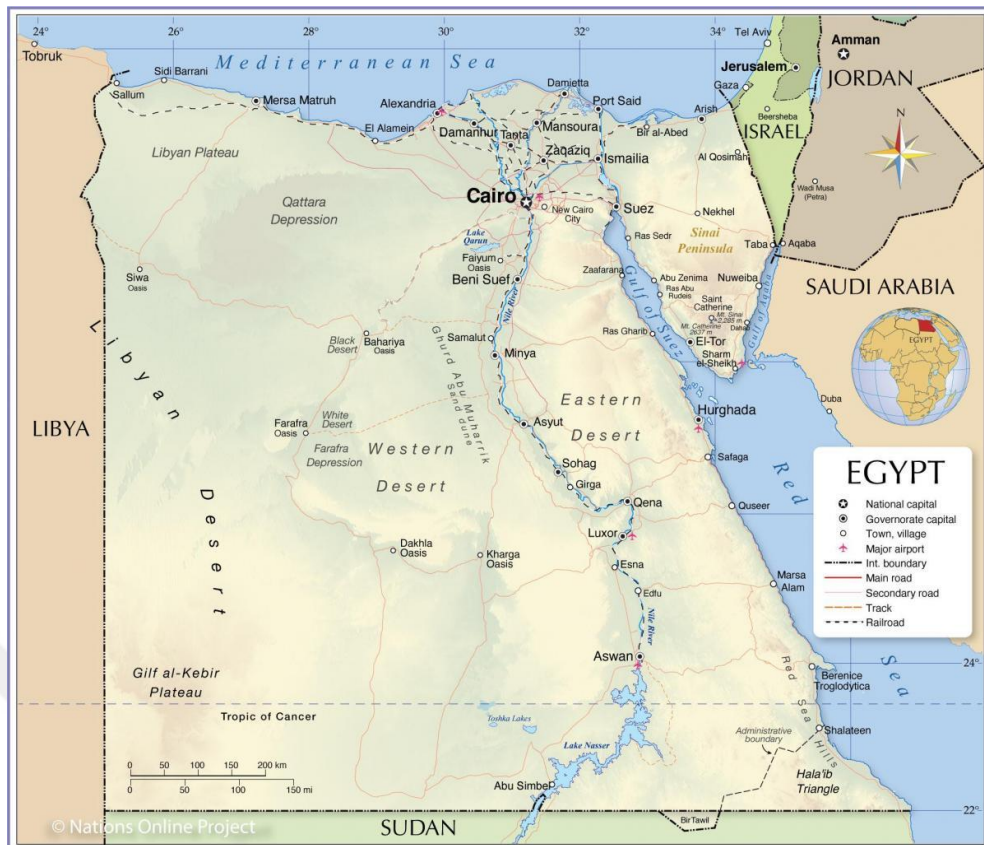 24°
26°
28°
30°
32°
34°
Tobruk
Sidi Barrani
Sallum
Mersa Matruh
Mediterranean Sea
Alexandria
El Alamein
Damanhur
Tanta
Damietta
Mansoura
Zaqaziq
Port Said
Ismailia
Bir al-Abed
Arish
Al Qosimah
Tel Aviv
Jerusalem
Gaza
Beersheba
ISRAEL
Amman
JORDAN
Wadi Musa
(Petra)
N
Libyan Plateau
Qattara
Depression
Cairo
New Cairo
City
Suez
Nekhel
Sinai
Peninsula
Ras Sedr
Taba
Aqaba
Lake
Qarun
Faiyum
Oasis
Beni Suef
Nile River
Zaafarana
Gulf of Suez
Abu Zenima
Ras Abu
Rudeis
Nuweiba
Saint
Catherine
Mt. Sinai
2,285 m
Mt. Catherine
2637 m
Dahab
Gulf of Aqaba
El-Tor
Sharm
el-Sheikh
SAUDI ARABIA
EGYPT
Siwa
Oasis
Black
Desert
Bahariya
Oasis
Samalut
Minya
Ghurd Abu Muharrik
Sand dune
Ras Gharib
Hurghada
Safaga
Duba
Libyan Desert
LIBYA
White
Desert
Farafra
Oasis
Farafra
Depression
Western
Desert
Eastern
Desert
Asyut
Sohag
Girga
Qena
Luxor
Quseer
Red Sea
Dakhla
Oasis
Kharga
Oasis
Esna
Edfu
Nile River
Marsa
Alam
Aswan
Berenice
Troglodytica
24°
Red Sea Hills
Gilf al-Kebir
Plateau
Tropic of Cancer
Toshka Lakes
Lake Nasser
Administrative
boundary
Shalateen
Hala'ib
Triangle
Abu Simbel
Bir Tawil
22°
SUDAN
0 50 100 150 200 km
0 50 100 150 mi
© Nations Online Project
EGYPT
National capital
Governorate capital
Town, village
Major airport
Int. boundary
Main road
Secondary road
Track
Railroad